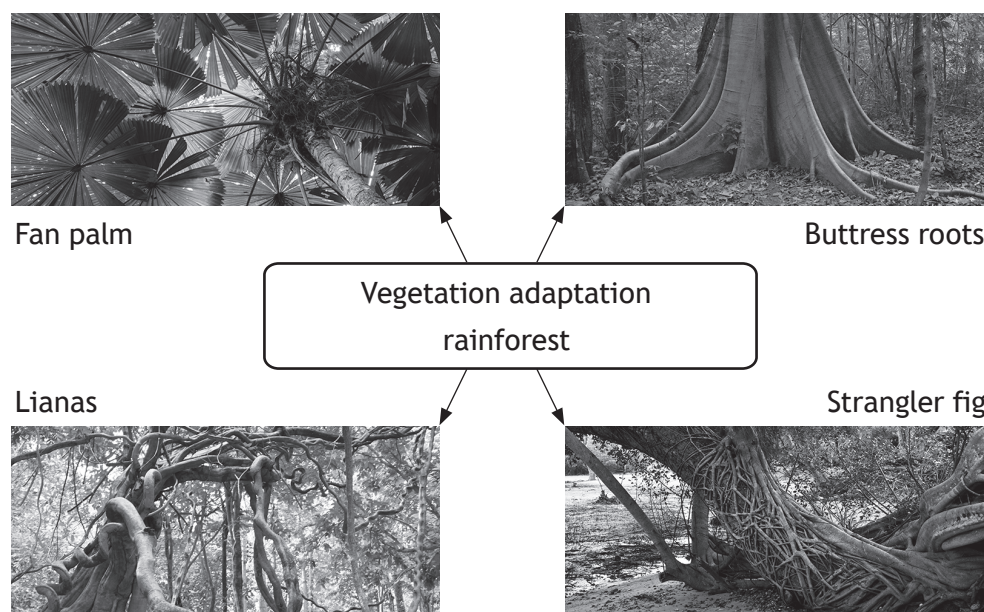 Fan palm
Buttress roots
Vegetation adaptation
rainforest
Lianas
Strangler fig